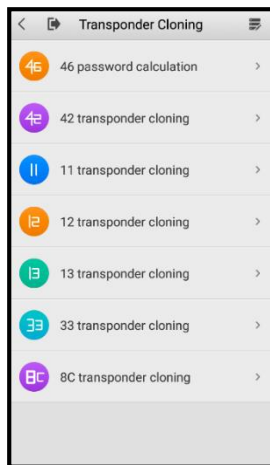 Transponder Cloning
46 46 password calculation
42 42 transponder cloning
11 11 transponder cloning
12 12 transponder cloning
13 13 transponder cloning
33 33 transponder cloning
8C 8C transponder cloning